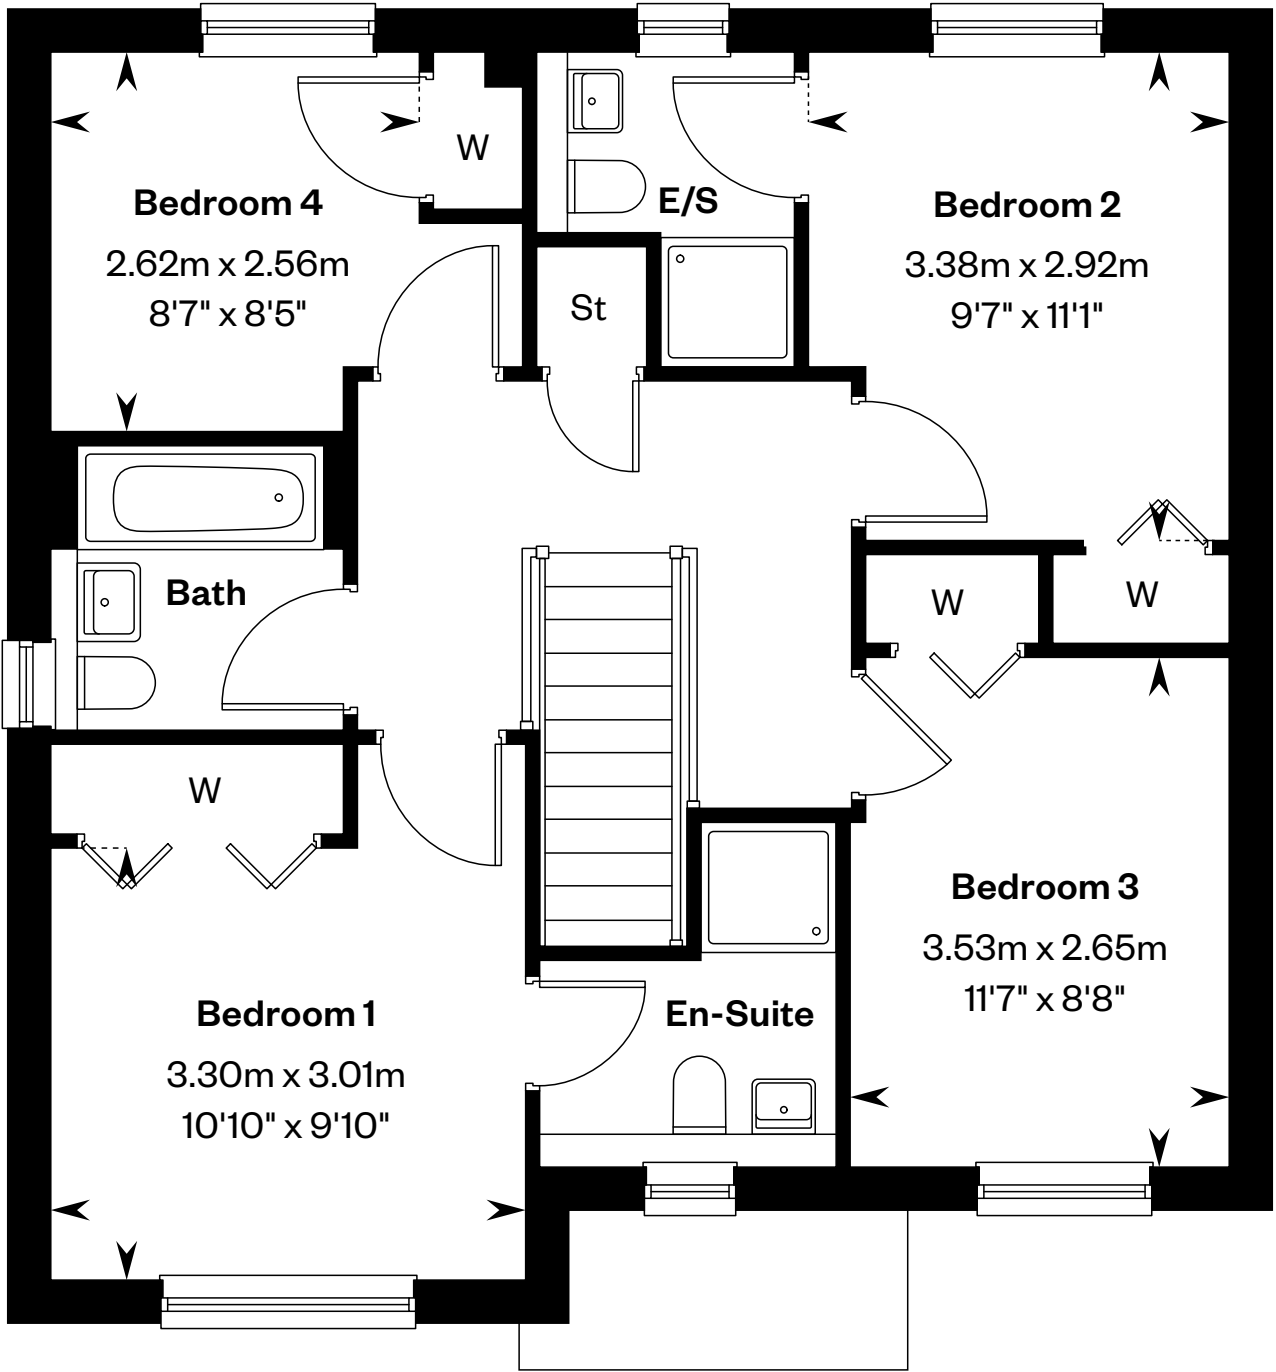 W
Bedroom 4
2.62m x 2.56m
8'7" x 8'5"
E/S
Bedroom 2
3.38m x 2.92m
9'7" x 11'1"
St
Bath
W
W
W
Bedroom 3
3.53m x 2.65m
11'7" x 8'8"
Bedroom 1
3.30m x 3.01m
10'10" x 9'10"
En-Suite